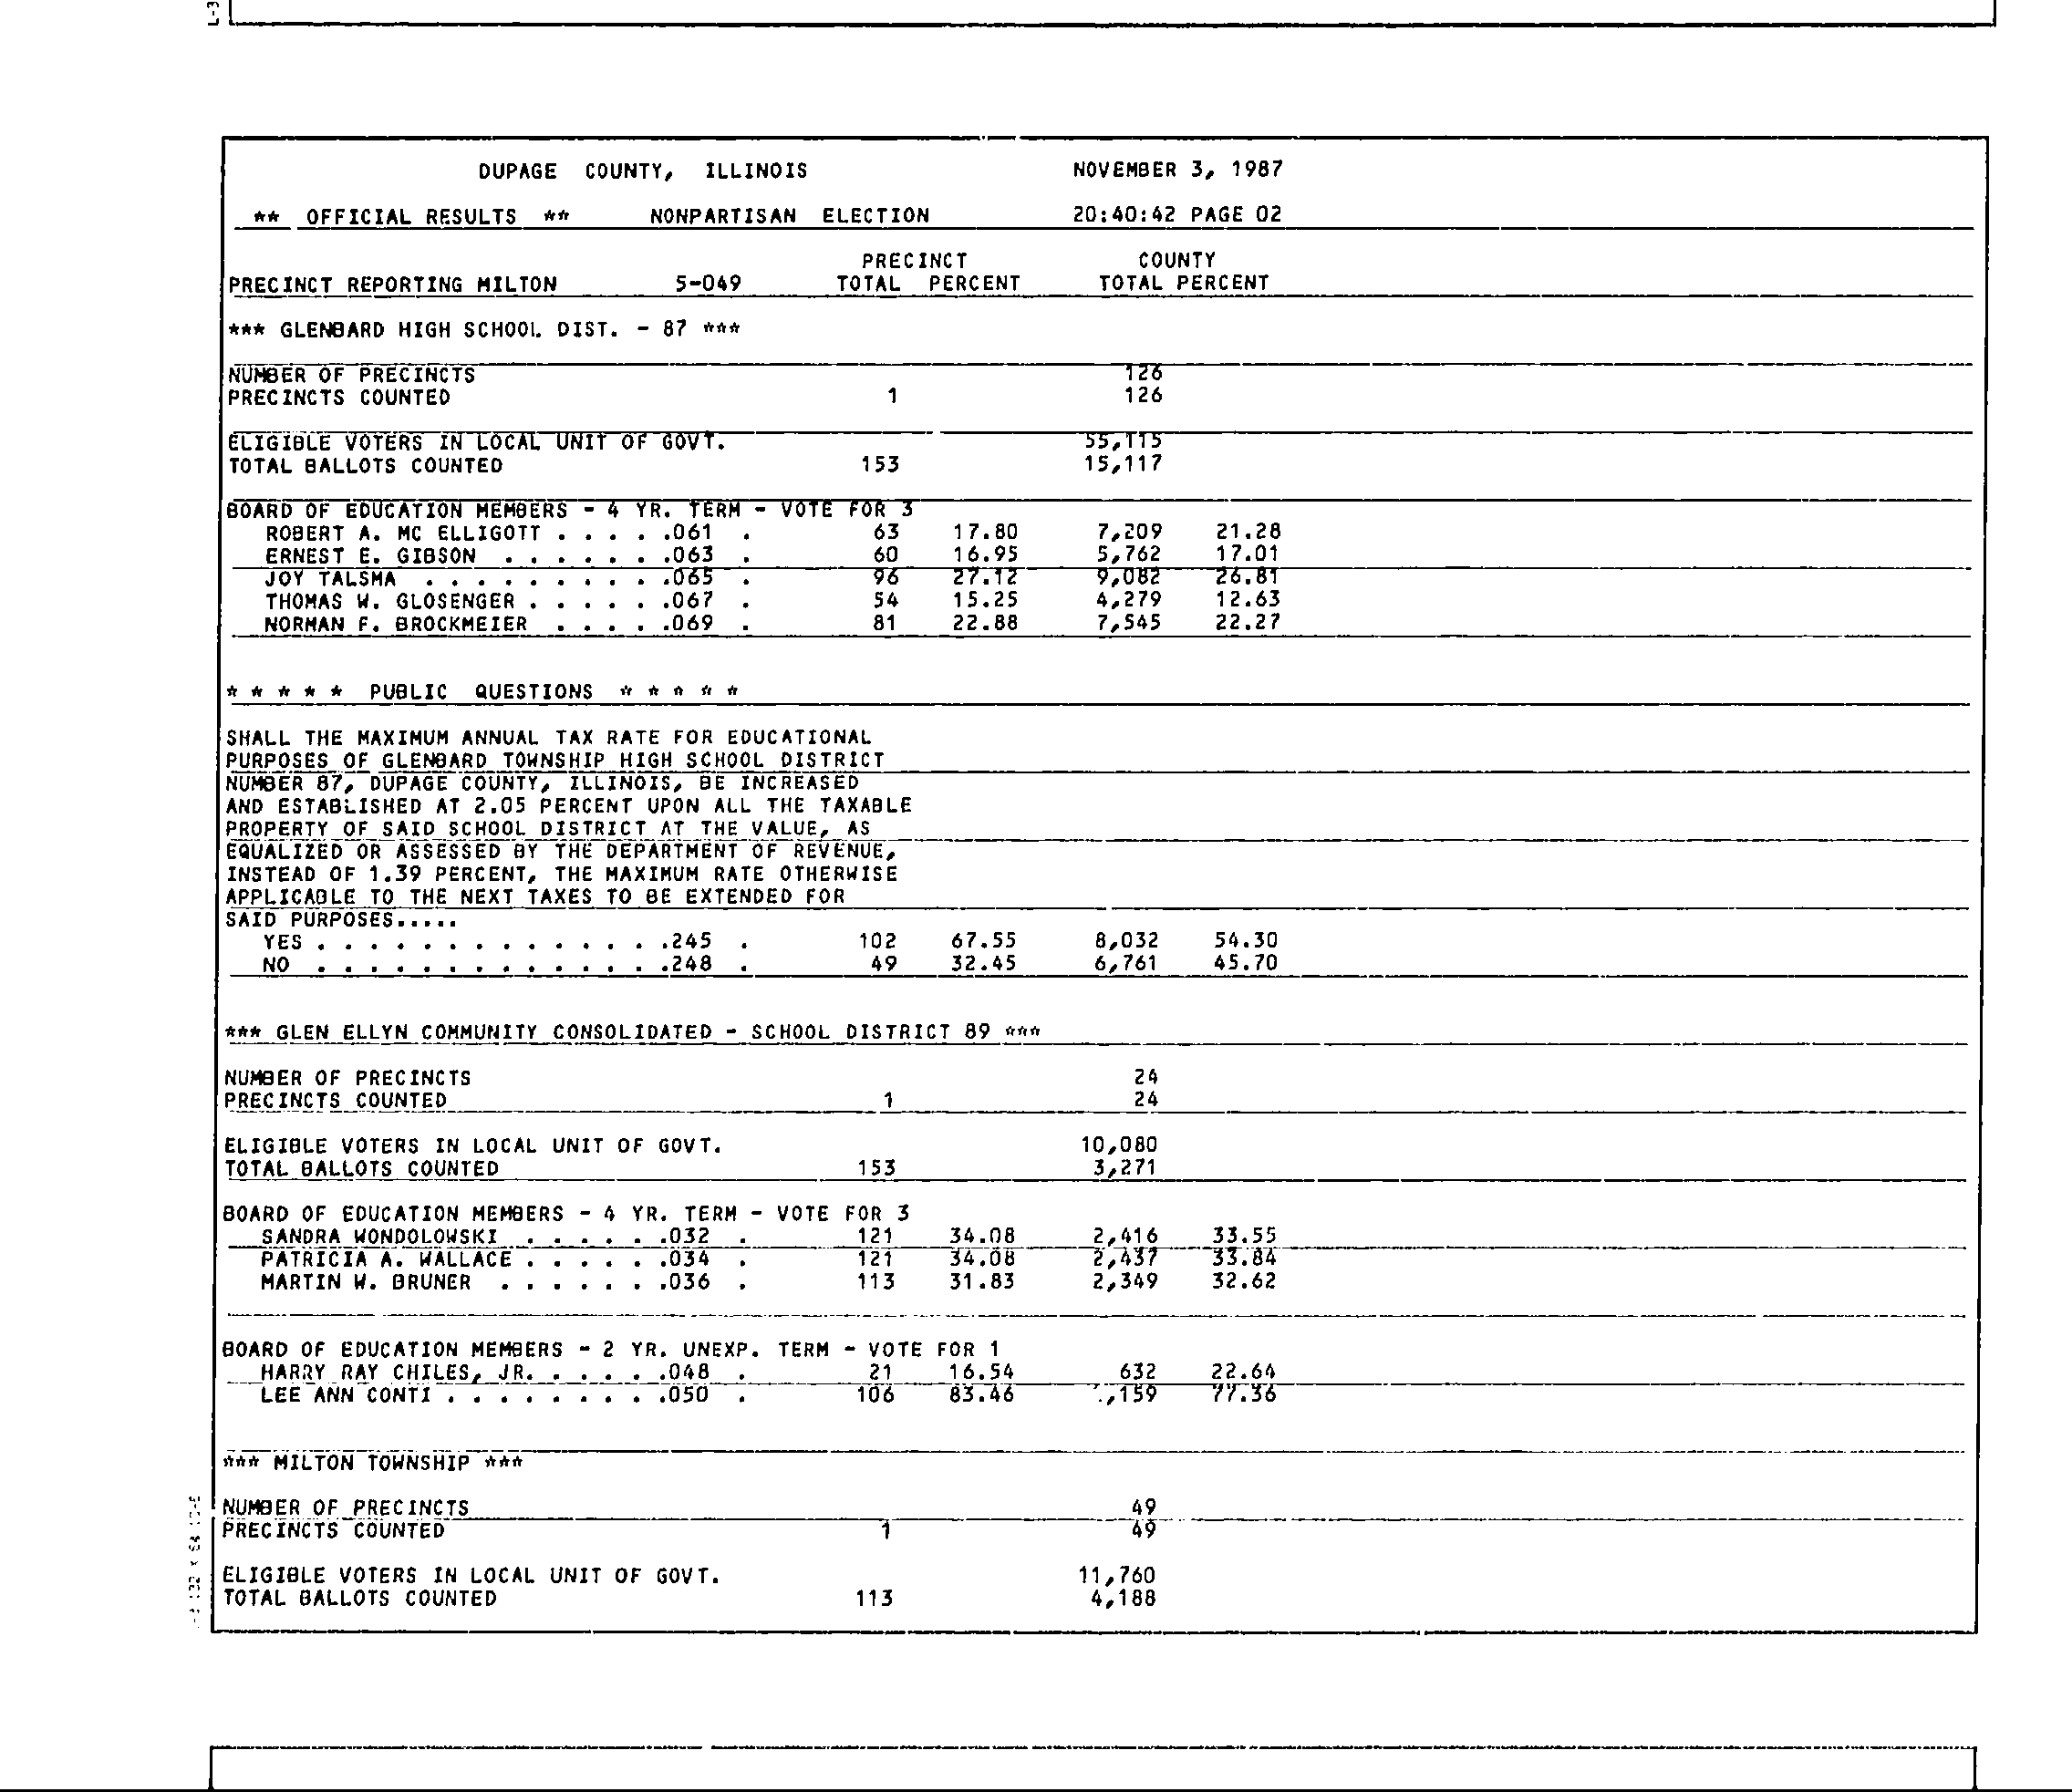 DUPAGE COUNTY, ILLINOIS NOVEMBER 3, 1987
** OFFICIAL RESULTS ** NONPARTISAN ELECTION 20:40:42 PAGE 02
PRECINCT COUNTY
PRECINCT REPORTING MILTON 5-049 TOTAL PERCENT TOTAL PERCENT
*** GLENBARD HIGH SCHOOL DIST. - 87 ***
NUMBER OF PRECINCTS 126
PRECINCTS COUNTED 1 126
ELIGIBLE VOTERS IN LOCAL UNIT OF GOVT. 55,115
TOTAL BALLOTS COUNTED 153 15,117
BOARD OF EDUCATION MEMBERS - 4 YR. TERM - VOTE FOR 3
ROBERT A. MC ELLIGOTT . . . . .061 . 63 17.80 7,209 21.28
ERNEST E. GIBSON . . . . . . .063 . 60 16.95 5,762 17.01
JOY TALSMA . . . . . . . . . .065 . 96 27.12 9,082 26.81
THOMAS W. GLOSENGER . . . . . .067 . 54 15.25 4,279 12.63
NORMAN F. BROCKMEIER . . . . .069 . 81 22.88 7,545 22.27
* * * * * PUBLIC QUESTIONS * * * * *
SHALL THE MAXIMUM ANNUAL TAX RATE FOR EDUCATIONAL
PURPOSES OF GLENBARD TOWNSHIP HIGH SCHOOL DISTRICT
NUMBER 87, DUPAGE COUNTY, ILLINOIS, BE INCREASED
AND ESTABLISHED AT 2.05 PERCENT UPON ALL THE TAXABLE
PROPERTY OF SAID SCHOOL DISTRICT AT THE VALUE, AS
EQUALIZED OR ASSESSED BY THE DEPARTMENT OF REVENUE,
INSTEAD OF 1.39 PERCENT, THE MAXIMUM RATE OTHERWISE
APPLICABLE TO THE NEXT TAXES TO BE EXTENDED FOR
SAID PURPOSES.....
YES . . . . . . . . . . . . . .245 . 102 67.55 8,032 54.30
NO . . . . . . . . . . . . . .248 . 49 32.45 6,761 45.70
*** GLEN ELLYN COMMUNITY CONSOLIDATED - SCHOOL DISTRICT 89 ***
NUMBER OF PRECINCTS 24
PRECINCTS COUNTED 1 24
ELIGIBLE VOTERS IN LOCAL UNIT OF GOVT. 10,080
TOTAL BALLOTS COUNTED 153 3,271
BOARD OF EDUCATION MEMBERS - 4 YR. TERM - VOTE FOR 3
SANDRA WONDOLOWSKI . . . . . .032 . 121 34.08 2,416 33.55
PATRICIA A. WALLACE . . . . . .034 . 121 34.08 2,437 33.84
MARTIN W. BRUNER . . . . . . .036 . 113 31.83 2,349 32.62
BOARD OF EDUCATION MEMBERS - 2 YR. UNEXP. TERM - VOTE FOR 1
HARRY RAY CHILES, JR. . . . . .048 . 21 16.54 632 22.64
LEE ANN CONTI . . . . . . . . .050 . 106 83.46 ,159 77.36
*** MILTON TOWNSHIP ***
NUMBER OF PRECINCTS 49
PRECINCTS COUNTED 1 49
ELIGIBLE VOTERS IN LOCAL UNIT OF GOVT. 11,760
TOTAL BALLOTS COUNTED 113 4,188